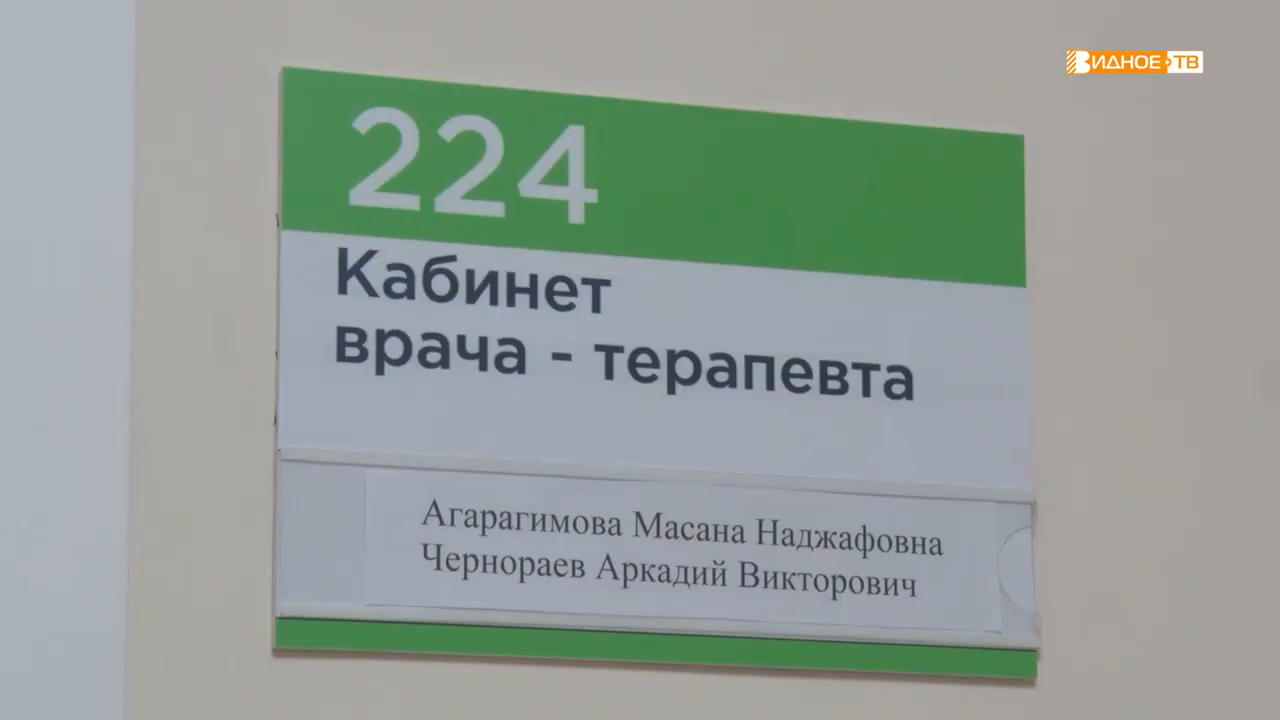 ВИДНОЕ ТВ
224
Кабинет
врача - терапевта
Агарагимова Масана Наджафовна
Чернораев Аркадий Викторович